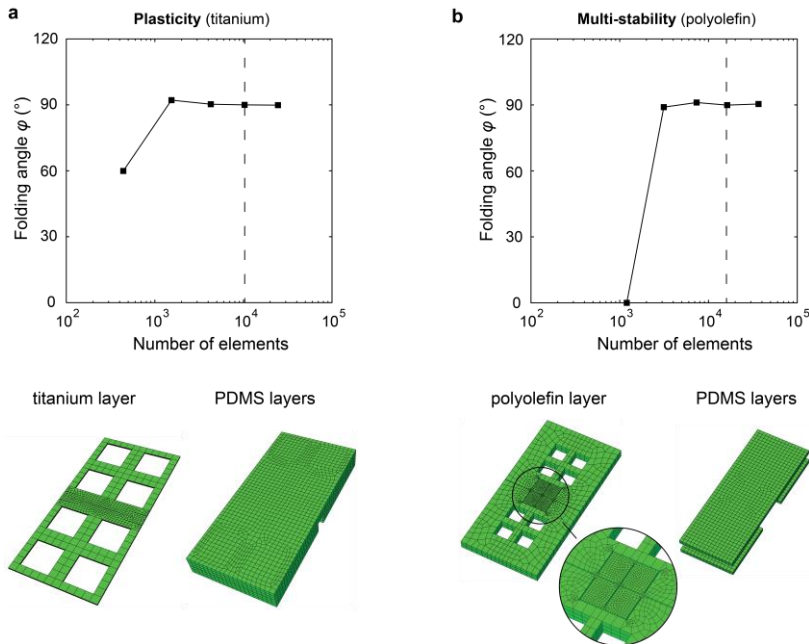 a
Plasticity (titanium)
120
90
60
30
0
Folding angle φ (°)
10² 10³ 10⁴ 10⁵
Number of elements
titanium layer PDMS layers
b
Multi-stability (polyolefin)
120
90
60
30
0
Folding angle φ (°)
10² 10³ 10⁴ 10⁵
Number of elements
polyolefin layer PDMS layers